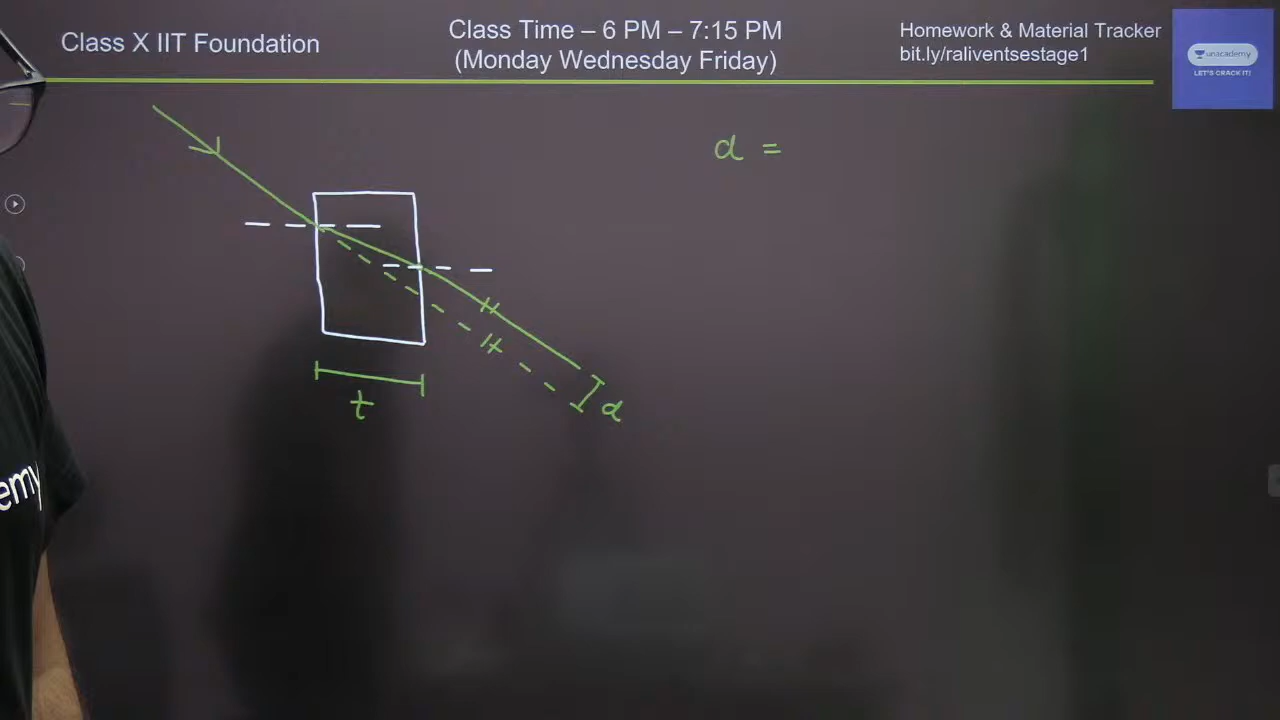 Class X IIT Foundation
Class Time – 6 PM – 7:15 PM
(Monday Wednesday Friday)
Homework & Material Tracker
bit.ly/raliventsestage1
unacademy
LET'S CRACK IT!
d =
t
d
emy